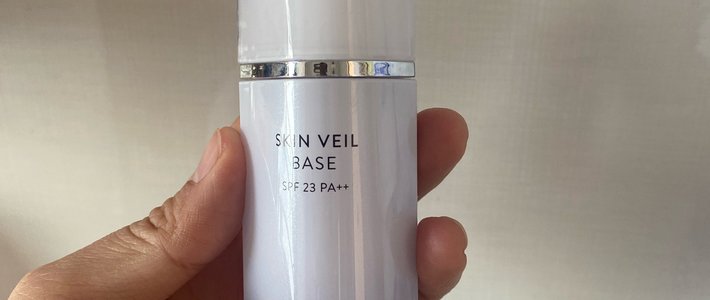 SKIN VEIL
BASE
SPF 23 PA++